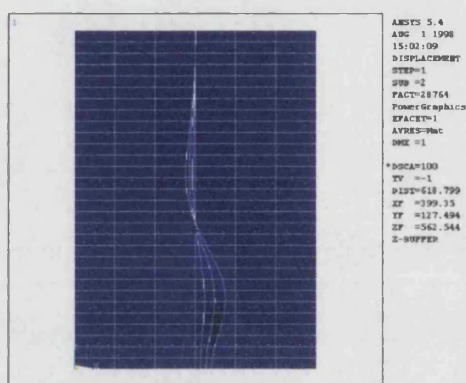 1
ANSYS 5.4
AUG 1 1998
15:02:09
DISPLACEMENT
STEP=1
SUB =2
FACT=28764
PowerGraphics
EFACET=1
AVRES=Mat
DMX =1
*DSCA=100
YV =-1
DIST=618.799
XF =399.35
YF =127.494
ZF =562.544
Z-BUFFER